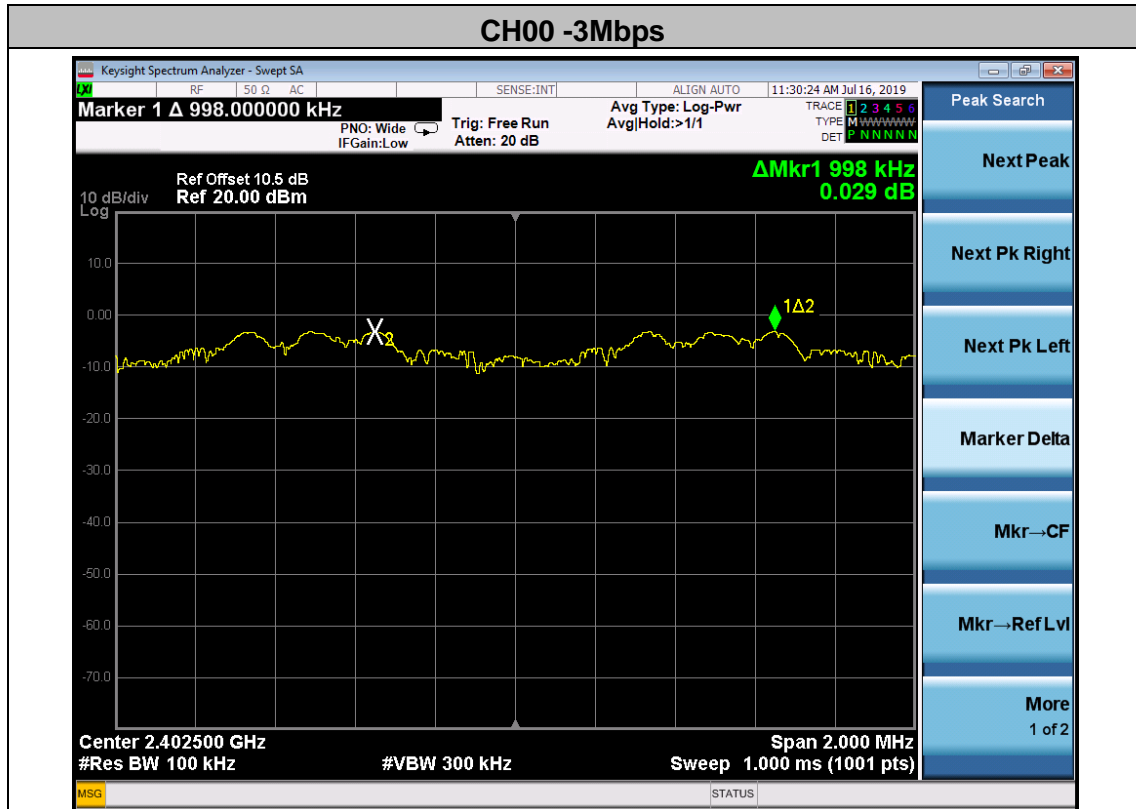 CH00 -3Mbps
Keysight Spectrum Analyzer - Swept SA
LXI RF 50 Ω AC SENSE:INT ALIGN AUTO 11:30:24 AM Jul 16, 2019
Marker 1 Δ 998.000000 kHz
PNO: Wide
IFGain:Low
Trig: Free Run
Atten: 20 dB
Avg Type: Log-Pwr
Avg|Hold:>1/1
TRACE 1 2 3 4 5 6
TYPE M W W W W W
DET P N N N N N
ΔMkr1 998 kHz
0.029 dB
Ref Offset 10.5 dB
10 dB/div Ref 20.00 dBm
Log
10.0
0.00
-10.0
-20.0
-30.0
-40.0
-50.0
-60.0
-70.0
X2
1Δ2
Center 2.402500 GHz Span 2.000 MHz
#Res BW 100 kHz #VBW 300 kHz Sweep 1.000 ms (1001 pts)
MSG STATUS
Peak Search
Next Peak
Next Pk Right
Next Pk Left
Marker Delta
Mkr→CF
Mkr→Ref Lvl
More
1 of 2